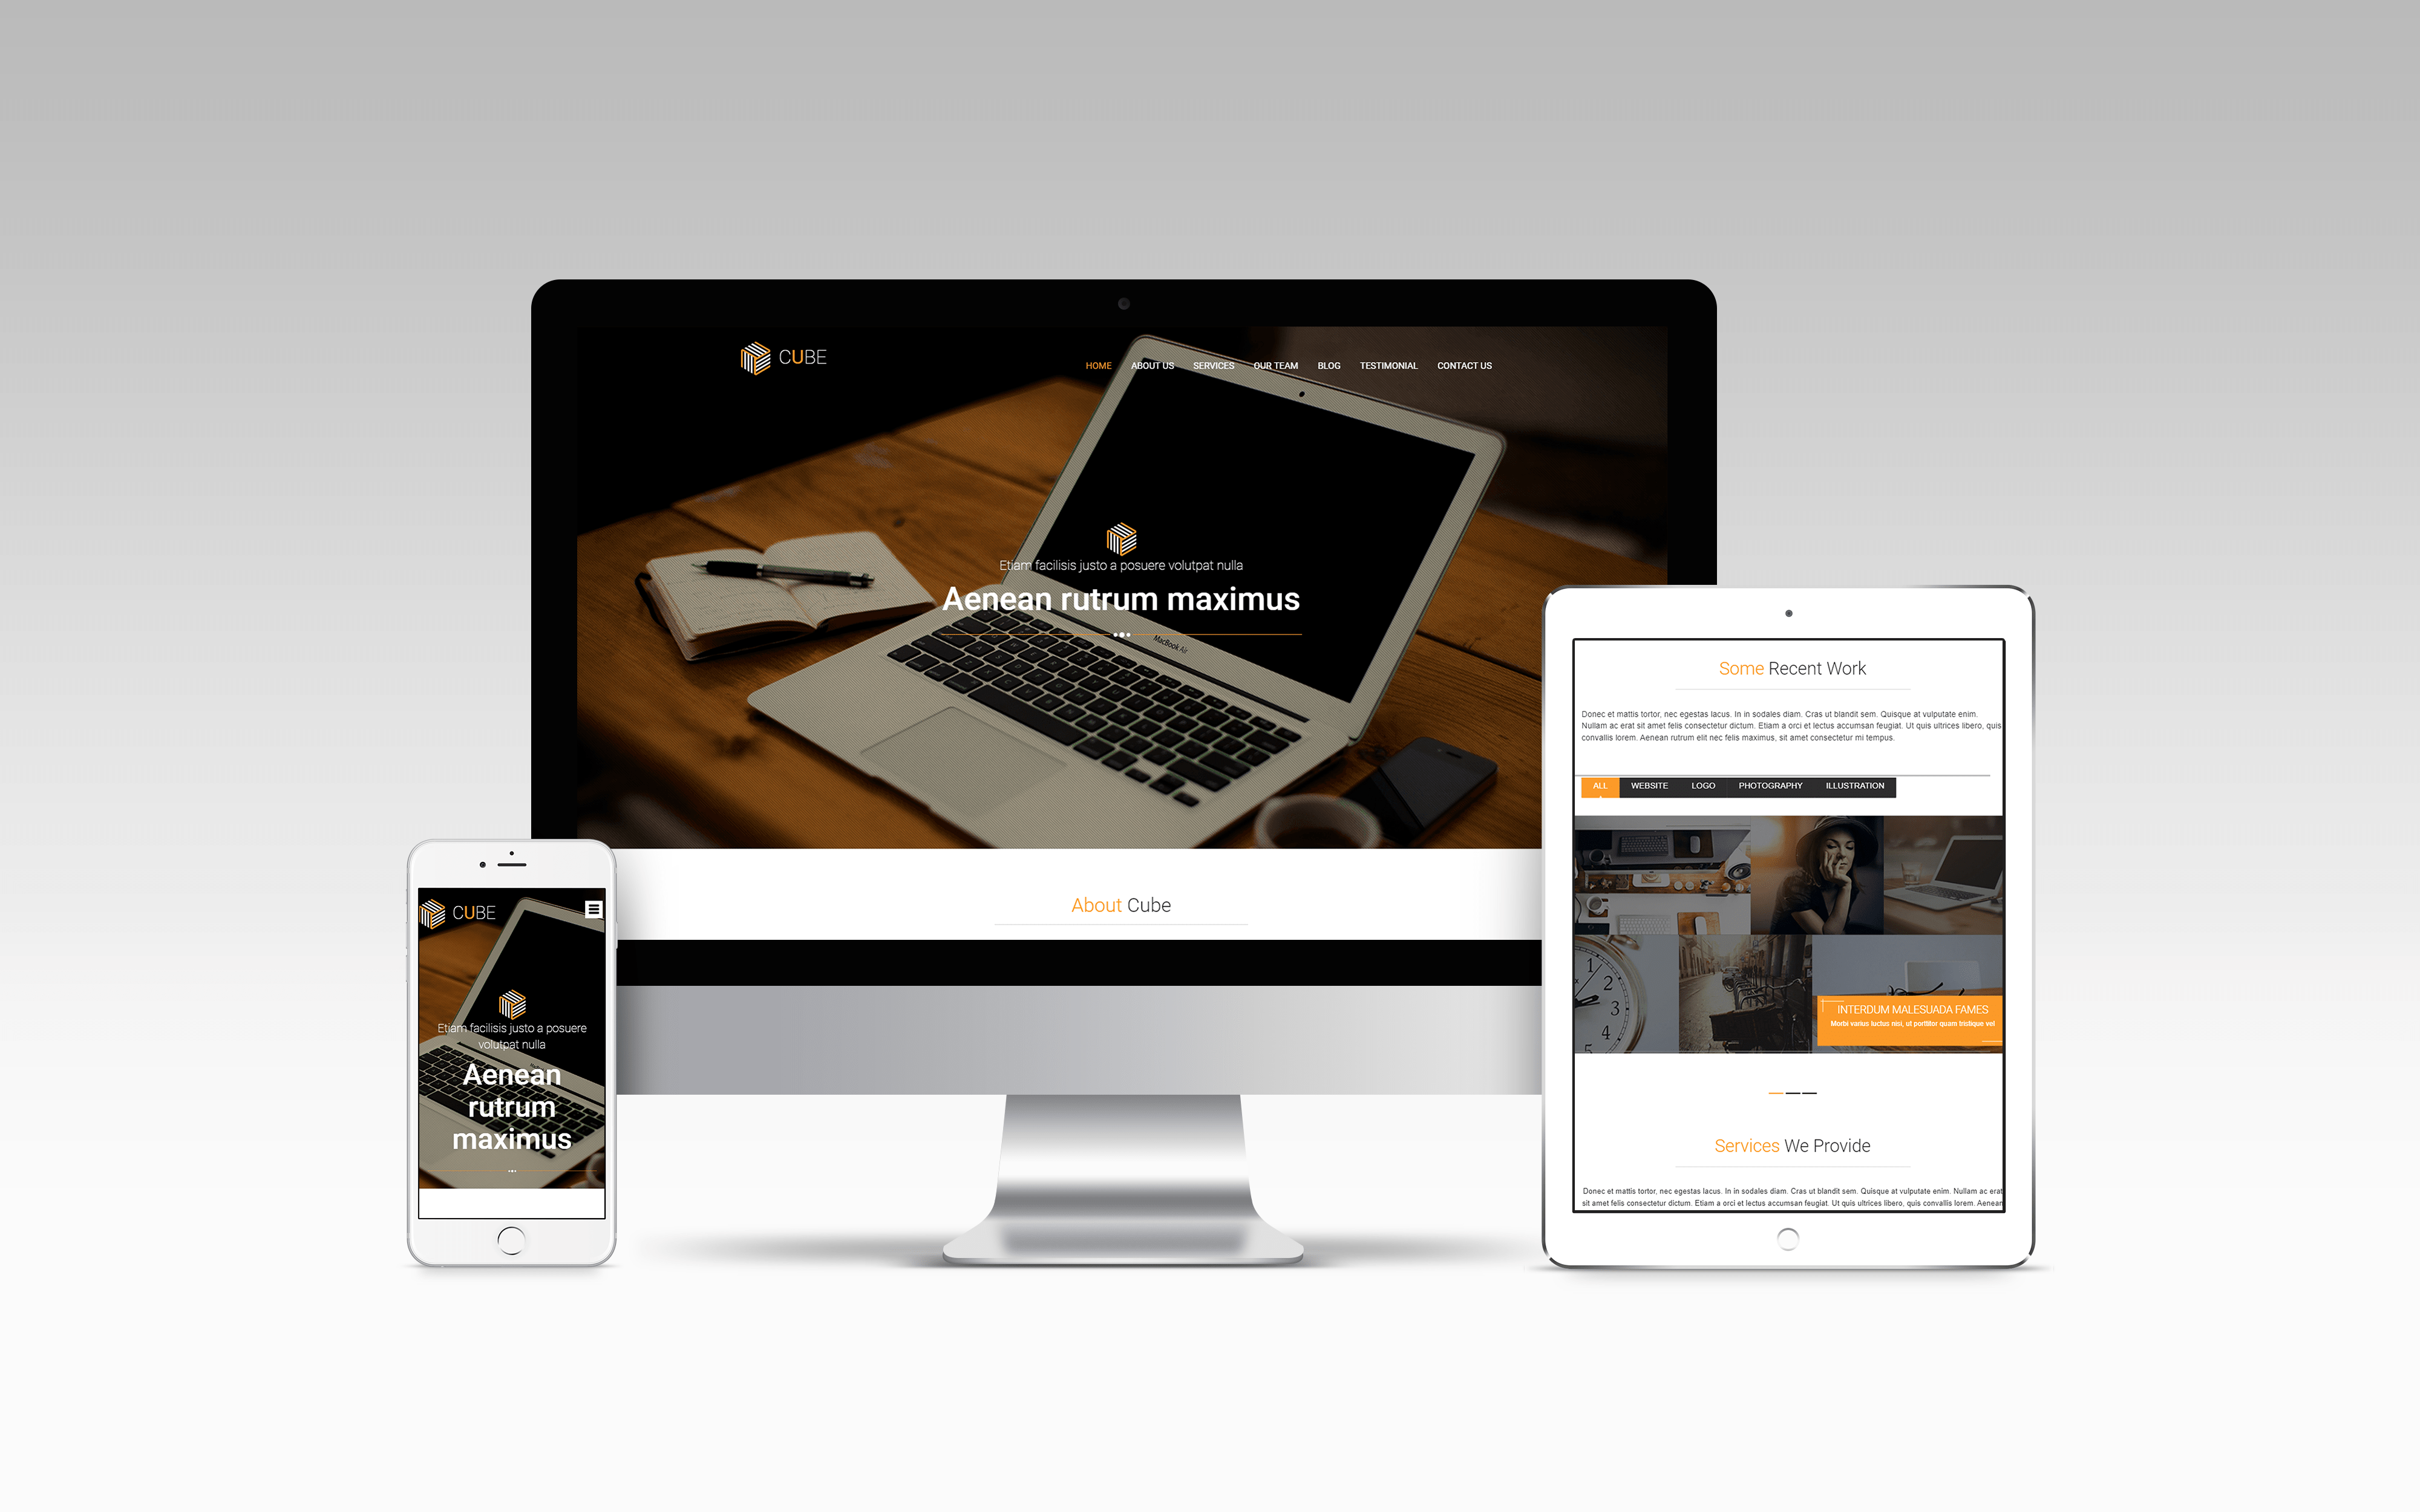 CUBE
HOME ABOUT US SERVICES OUR TEAM BLOG TESTIMONIAL CONTACT US
Etiam facilisis justo a posuere volutpat nulla
Aenean rutrum maximus
MacBook Air
About Cube
CUBE
Etiam facilisis justo a posuere
volutpat nulla
Aenean
rutrum
maximus
Some Recent Work
Donec et mattis tortor, nec egestas lacus. In in sodales diam. Cras ut blandit sem. Quisque at vulputate enim.
Nullam ac erat sit amet felis consectetur dictum. Etiam a orci et lectus accumsan feugiat. Ut quis ultrices libero, quis
convallis lorem. Aenean rutrum elit nec felis maximus, sit amet consectetur mi tempus.
ALL WEBSITE LOGO PHOTOGRAPHY ILLUSTRATION
1
2
3
4
5
INTERDUM MALESUADA FAMES
Morbi varius luctus nisi, ut porttitor quam tristique vel
Services We Provide
Donec et mattis tortor, nec egestas lacus. In in sodales diam. Cras ut blandit sem. Quisque at vulputate enim. Nullam ac erat
sit amet felis consectetur dictum. Etiam a orci et lectus accumsan feugiat. Ut quis ultrices libero, quis convallis lorem. Aenean